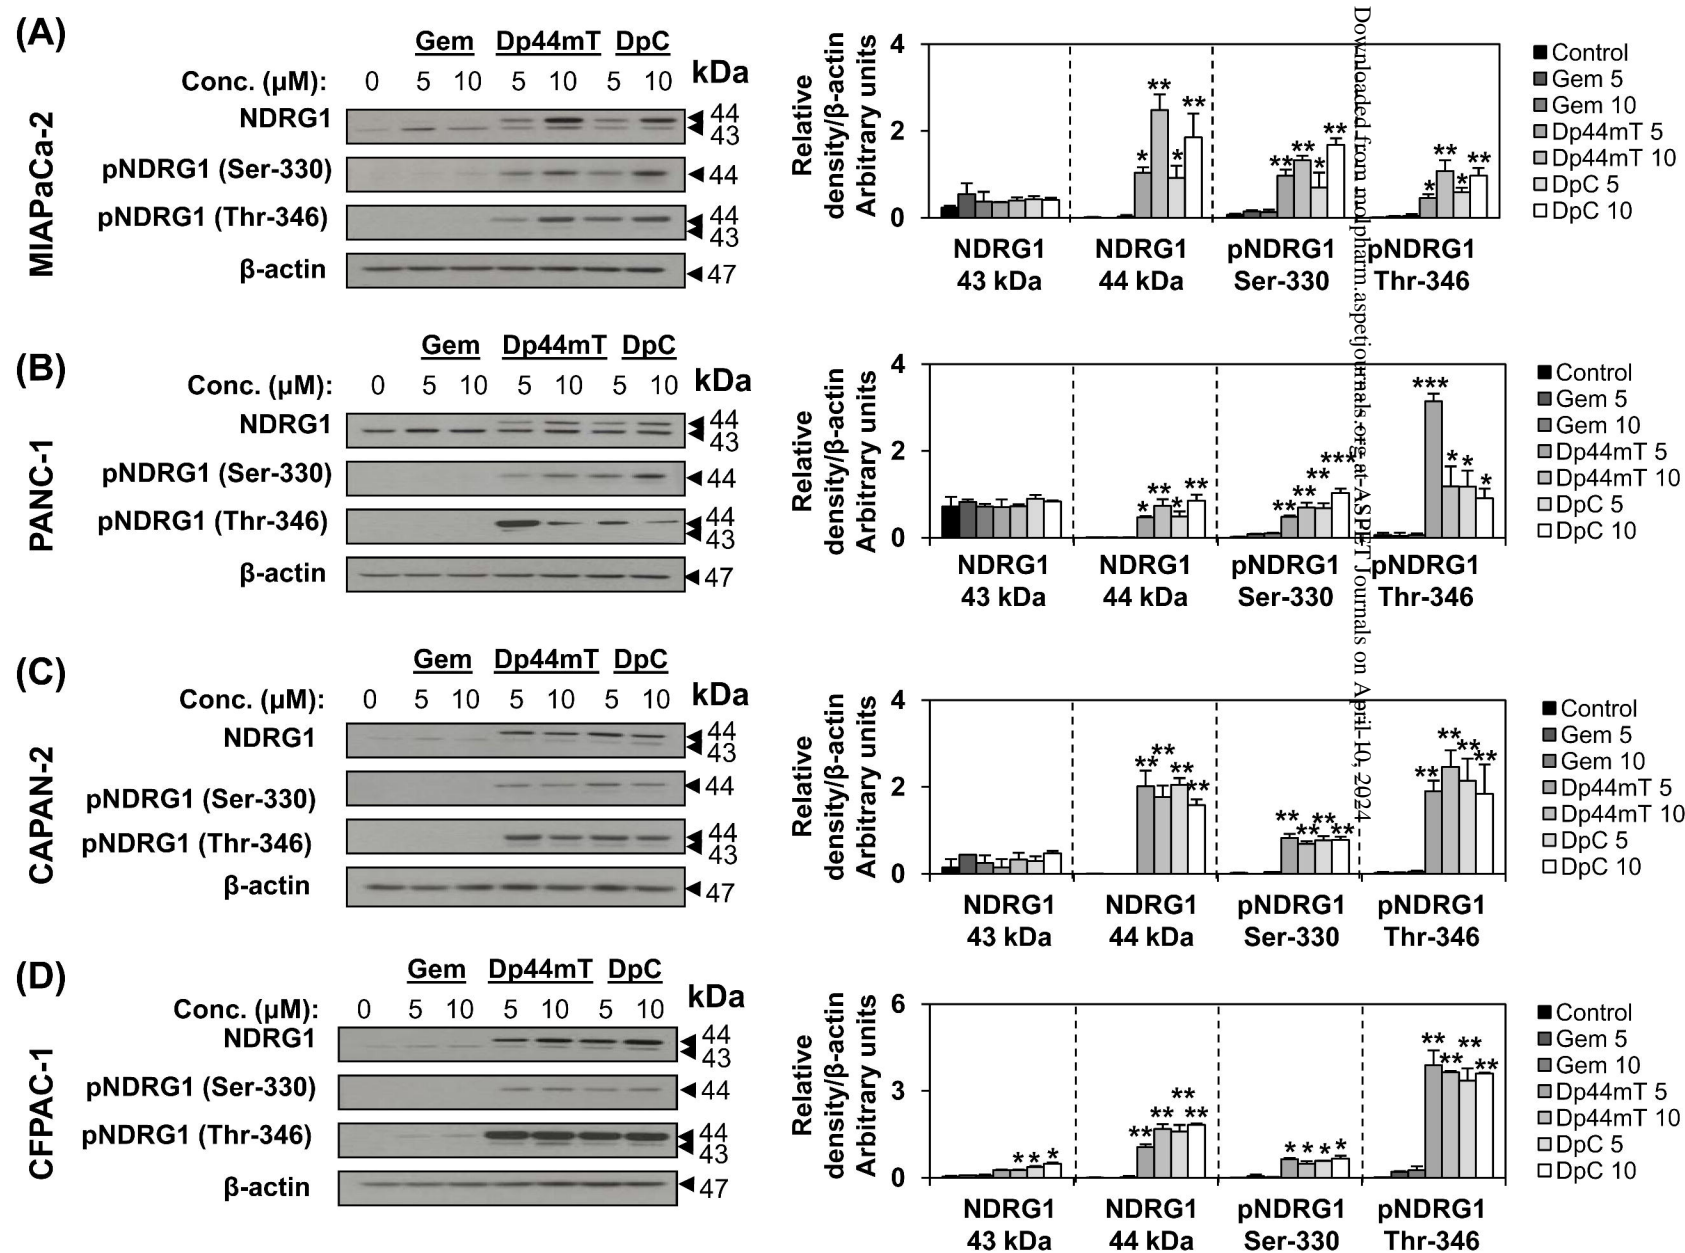 (A)
MIAPaCa-2
Gem Dp44mT DpC
Conc. (µM): 0 5 10 5 10 5 10 kDa
NDRG1 44
43
pNDRG1 (Ser-330) 44
pNDRG1 (Thr-346) 44
43
β-actin 47
Relative
density/β-actin
Arbitrary units
4
2
0
* ** * ** ** ** * ** * ** * **
NDRG1 NDRG1 pNDRG1 pNDRG1
43 kDa 44 kDa Ser-330 Thr-346
Control
Gem 5
Gem 10
Dp44mT 5
Dp44mT 10
DpC 5
DpC 10
(B)
PANC-1
Gem Dp44mT DpC
Conc. (µM): 0 5 10 5 10 5 10 kDa
NDRG1 44
43
pNDRG1 (Ser-330) 44
pNDRG1 (Thr-346) 44
43
β-actin 47
Relative
density/β-actin
Arbitrary units
4
2
0
* ** * ** ** ** ** *** *** * * *
NDRG1 NDRG1 pNDRG1 pNDRG1
43 kDa 44 kDa Ser-330 Thr-346
Control
Gem 5
Gem 10
Dp44mT 5
Dp44mT 10
DpC 5
DpC 10
(C)
CAPAN-2
Gem Dp44mT DpC
Conc. (µM): 0 5 10 5 10 5 10 kDa
NDRG1 44
43
pNDRG1 (Ser-330) 44
pNDRG1 (Thr-346) 44
43
β-actin 47
Relative
density/β-actin
Arbitrary units
4
2
0
** ** ** ** ** ** ** ** ** ** ** **
NDRG1 NDRG1 pNDRG1 pNDRG1
43 kDa 44 kDa Ser-330 Thr-346
Control
Gem 5
Gem 10
Dp44mT 5
Dp44mT 10
DpC 5
DpC 10
(D)
CFPAC-1
Gem Dp44mT DpC
Conc. (µM): 0 5 10 5 10 5 10 kDa
NDRG1 44
43
pNDRG1 (Ser-330) 44
pNDRG1 (Thr-346) 44
43
β-actin 47
Relative
density/β-actin
Arbitrary units
6
3
0
* * * ** ** ** ** * * * * ** ** ** **
NDRG1 NDRG1 pNDRG1 pNDRG1
43 kDa 44 kDa Ser-330 Thr-346
Control
Gem 5
Gem 10
Dp44mT 5
Dp44mT 10
DpC 5
DpC 10
Downloaded from molpharm.aspetjournals.org at ASPET Journals on April 10, 2024